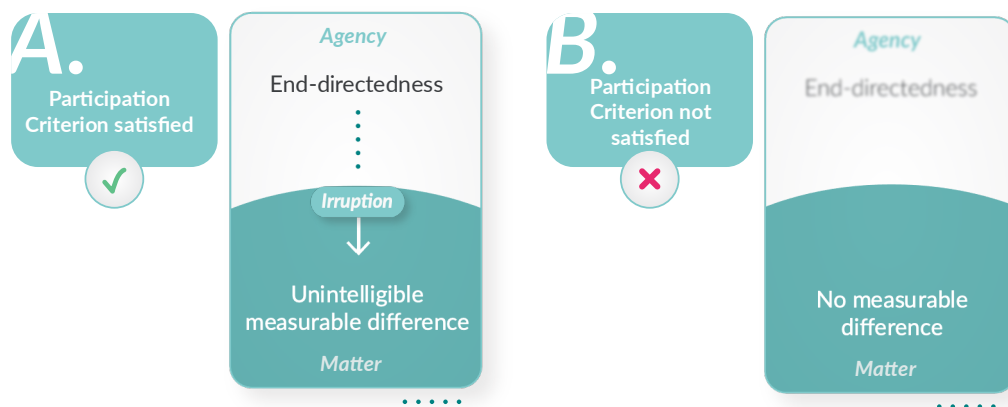 A.
Participation
Criterion satisfied
Agency
End-directedness
Irruption
Unintelligible
measurable difference
Matter
B.
Participation
Criterion not
satisfied
Agency
End-directedness
No measurable
difference
Matter